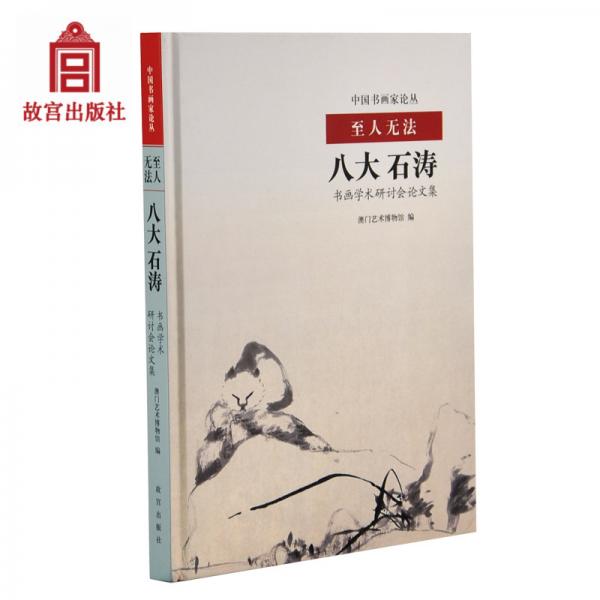 故宫出版社
中国书画家论丛
至人无法
八大 石涛
书画学术研讨会论文集
澳门艺术博物馆 编
中国书画家论丛
至人无法
八大 石涛
书画学术研讨会论文集
澳门艺术博物馆 编
故宫出版社